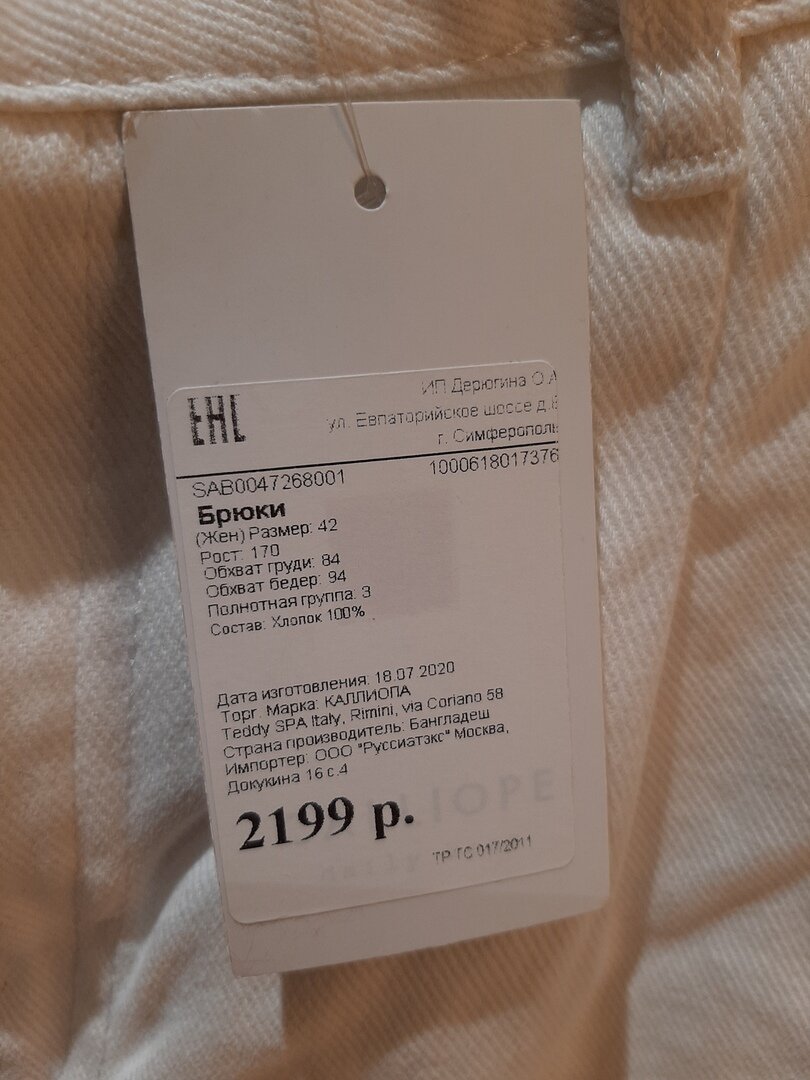 EAC
ИП Дерюгина О.А
ул. Евпаторийское шоссе д.8
г. Симферополь
SAB0047268001 1000618017376
Брюки
(Жен) Размер: 42
Рост: 170
Обхват груди: 84
Обхват бедер: 94
Полнотная группа: 3
Состав: Хлопок 100%
Дата изготовления: 18.07.2020
Торг. Марка: КАЛЛИОПА
Teddy SPA Italy, Rimini, via Coriano 58
Страна производитель: Бангладеш
Импортер: ООО "Руссиатэкс" Москва,
Докукина 16 с.4
2199 р.
IOPE
ТР ТС 017/2011